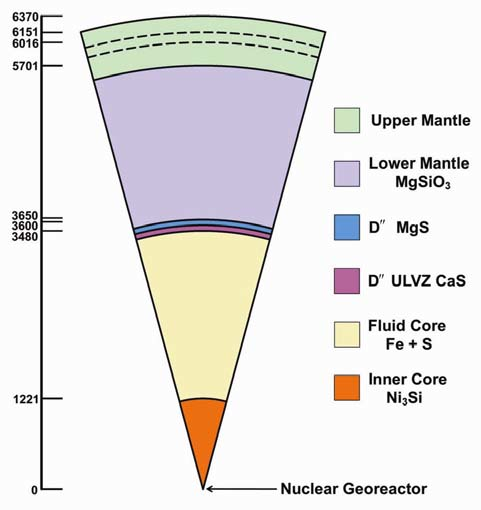 6370
6151
6016
5701
3650
3600
3480
1221
0
Upper Mantle
Lower Mantle
MgSiO₃
D″ MgS
D″ ULVZ CaS
Fluid Core
Fe + S
Inner Core
Ni₃Si
Nuclear Georeactor